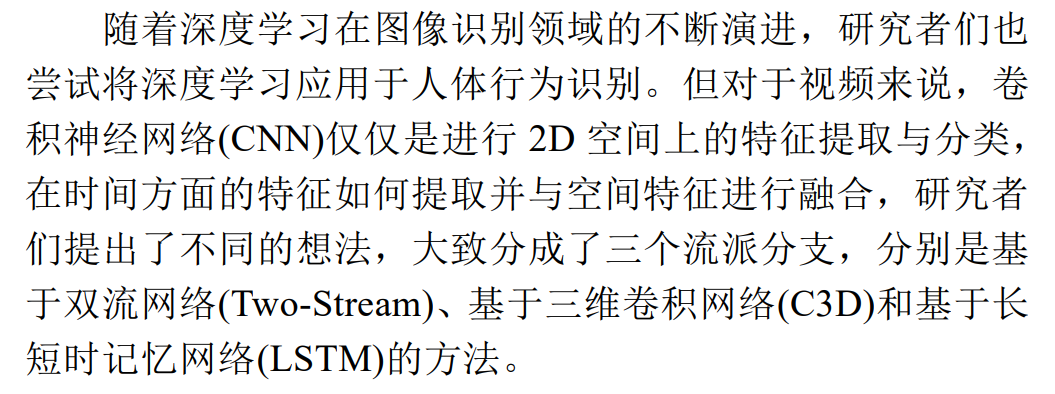 随着深度学习在图像识别领域的不断演进，研究者们也
尝试将深度学习应用于人体行为识别。但对于视频来说，卷
积神经网络(CNN)仅仅是进行 2D 空间上的特征提取与分类，
在时间方面的特征如何提取并与空间特征进行融合，研究者
们提出了不同的想法，大致分成了三个流派分支，分别是基
于双流网络(Two-Stream)、基于三维卷积网络(C3D)和基于长
短时记忆网络(LSTM)的方法。